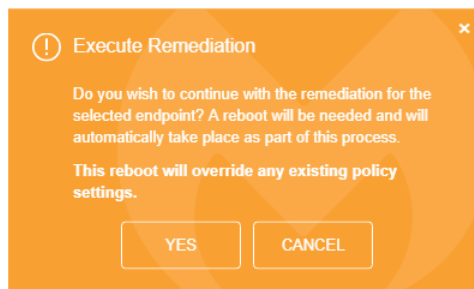 Execute Remediation
Do you wish to continue with the remediation for the
selected endpoint? A reboot will be needed and will
automatically take place as part of this process.
This reboot will override any existing policy
settings.
YES
CANCEL